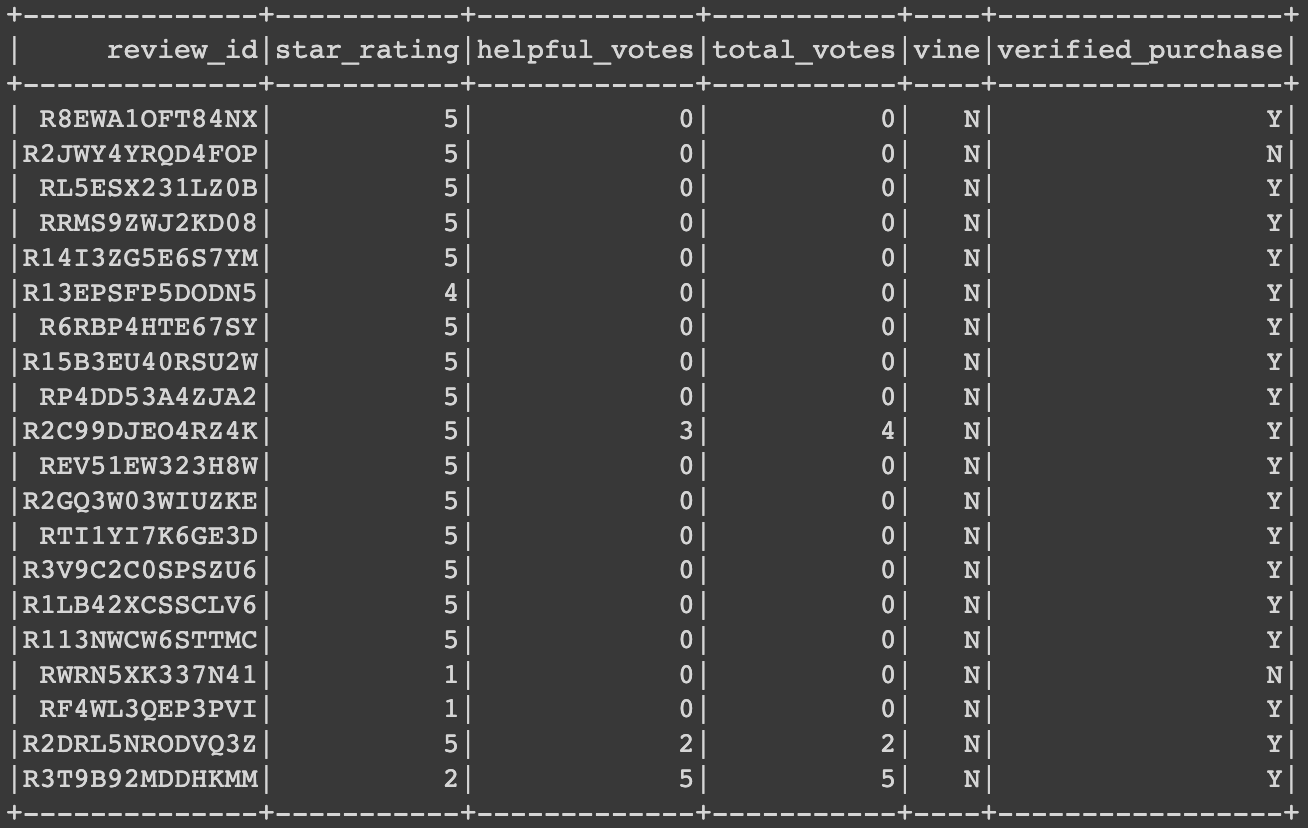 +--------------+-----------+-------------+-----------+----+-----------------+
|     review_id|star_rating|helpful_votes|total_votes|vine|verified_purchase|
+--------------+-----------+-------------+-----------+----+-----------------+
| R8EWA1OFT84NX|          5|            0|          0|   N|                Y|
|R2JWY4YRQD4FOP|          5|            0|          0|   N|                N|
| RL5ESX231LZ0B|          5|            0|          0|   N|                Y|
| RRMS9ZWJ2KD08|          5|            0|          0|   N|                Y|
|R14I3ZG5E6S7YM|          5|            0|          0|   N|                Y|
|R13EPSFP5DODN5|          4|            0|          0|   N|                Y|
| R6RBP4HTE67SY|          5|            0|          0|   N|                Y|
|R15B3EU40RSU2W|          5|            0|          0|   N|                Y|
| RP4DD53A4ZJA2|          5|            0|          0|   N|                Y|
|R2C99DJEO4RZ4K|          5|            3|          4|   N|                Y|
| REV51EW323H8W|          5|            0|          0|   N|                Y|
|R2GQ3W03WIUZKE|          5|            0|          0|   N|                Y|
| RTI1YI7K6GE3D|          5|            0|          0|   N|                Y|
|R3V9C2C0SPSZU6|          5|            0|          0|   N|                Y|
|R1LB42XCSSCLV6|          5|            0|          0|   N|                Y|
|R113NWCW6STTMC|          5|            0|          0|   N|                Y|
| RWRN5XK337N41|          1|            0|          0|   N|                N|
| RF4WL3QEP3PVI|          1|            0|          0|   N|                Y|
|R2DRL5NRODVQ3Z|          5|            2|          2|   N|                Y|
|R3T9B92MDDHKMM|          2|            5|          5|   N|                Y|
+--------------+-----------+-------------+-----------+----+-----------------+